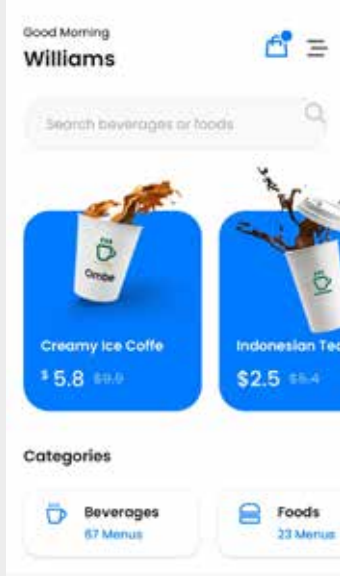 Good Morning
Williams
Search beverages or foods
Ombe
Creamy Ice Coffe
$ 5.8 $9.9
Indonesian Tea
$2.5 $5.4
Categories
Beverages
67 Menus
Foods
23 Menus